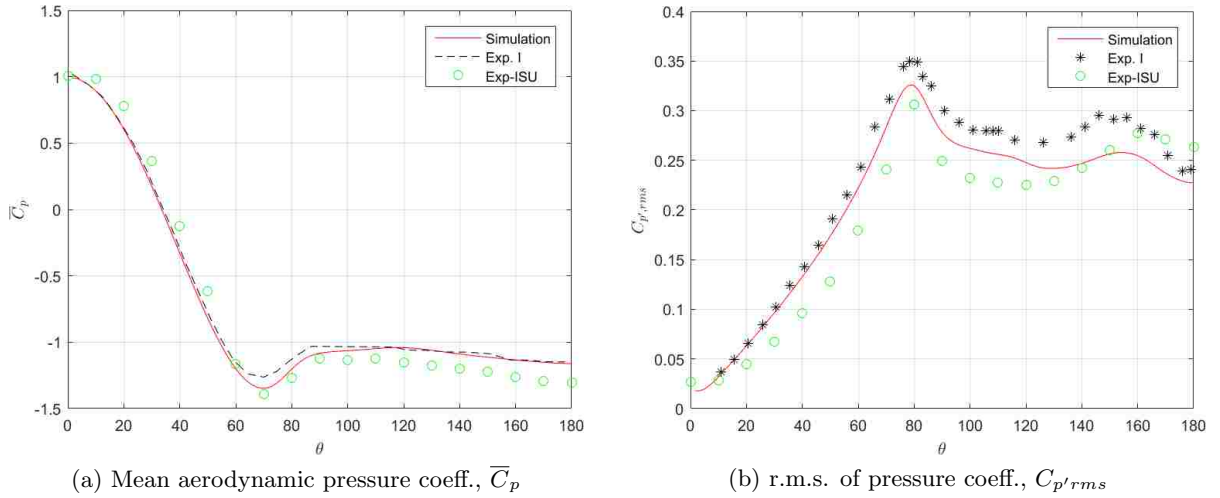 1.5
1
0.5
0
-0.5
-1
-1.5
C̅p
0 20 40 60 80 100 120 140 160 180
θ
Simulation
Exp. I
Exp-ISU
(a) Mean aerodynamic pressure coeff., C̅p
0.4
0.35
0.3
0.25
0.2
0.15
0.1
0.05
0
Cp',rms
0 20 40 60 80 100 120 140 160 180
θ
Simulation
Exp. I
Exp-ISU
(b) r.m.s. of pressure coeff., Cp'rms